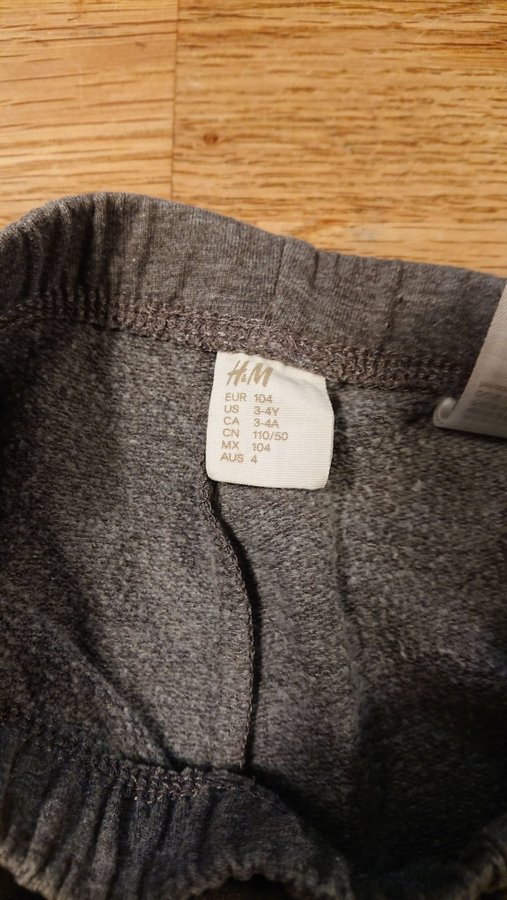 H&M
EUR 104
US 3-4Y
CA 3-4A
CN 110/50
MX 104
AUS 4